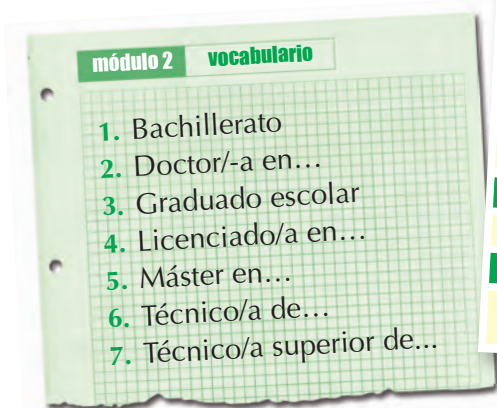 módulo 2 vocabulario
1. Bachillerato
2. Doctor/-a en...
3. Graduado escolar
4. Licenciado/a en...
5. Máster en...
6. Técnico/a de...
7. Técnico/a superior de...